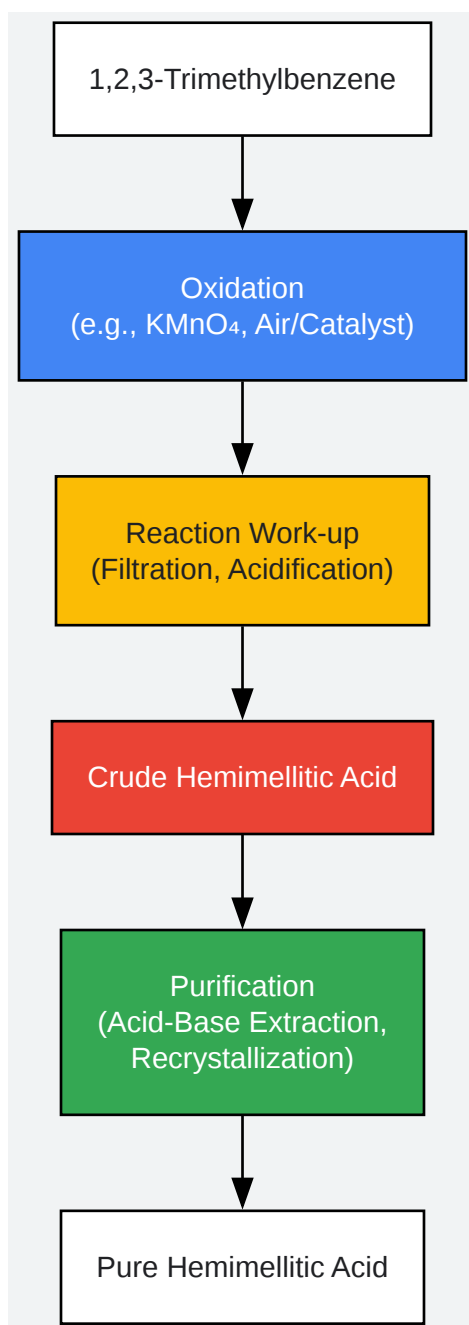 1,2,3-Trimethylbenzene
Oxidation
(e.g., KMnO₄, Air/Catalyst)
Reaction Work-up
(Filtration, Acidification)
Crude Hemimellitic Acid
Purification
(Acid-Base Extraction,
Recrystallization)
Pure Hemimellitic Acid